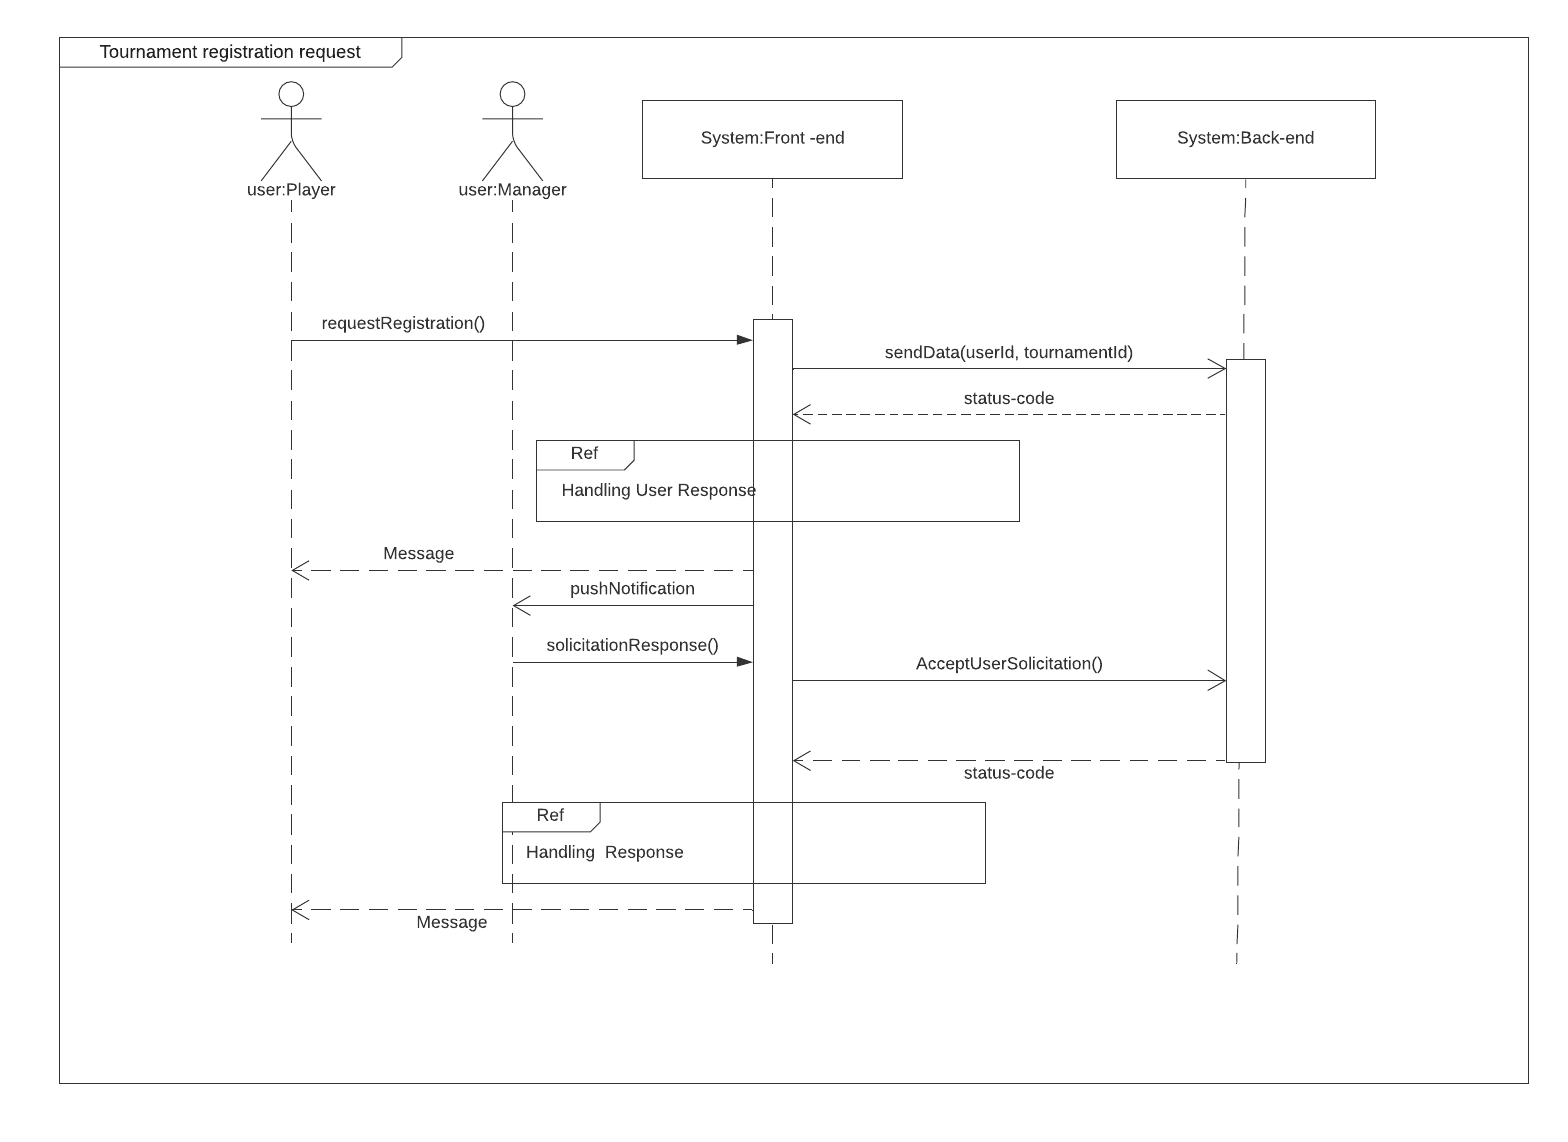 Tournament registration request
user:Player
user:Manager
System:Front -end
System:Back-end
requestRegistration()
sendData(userId, tournamentId)
status-code
Ref
Handling User Response
Message
pushNotification
solicitationResponse()
AcceptUserSolicitation()
status-code
Ref
Handling  Response
Message